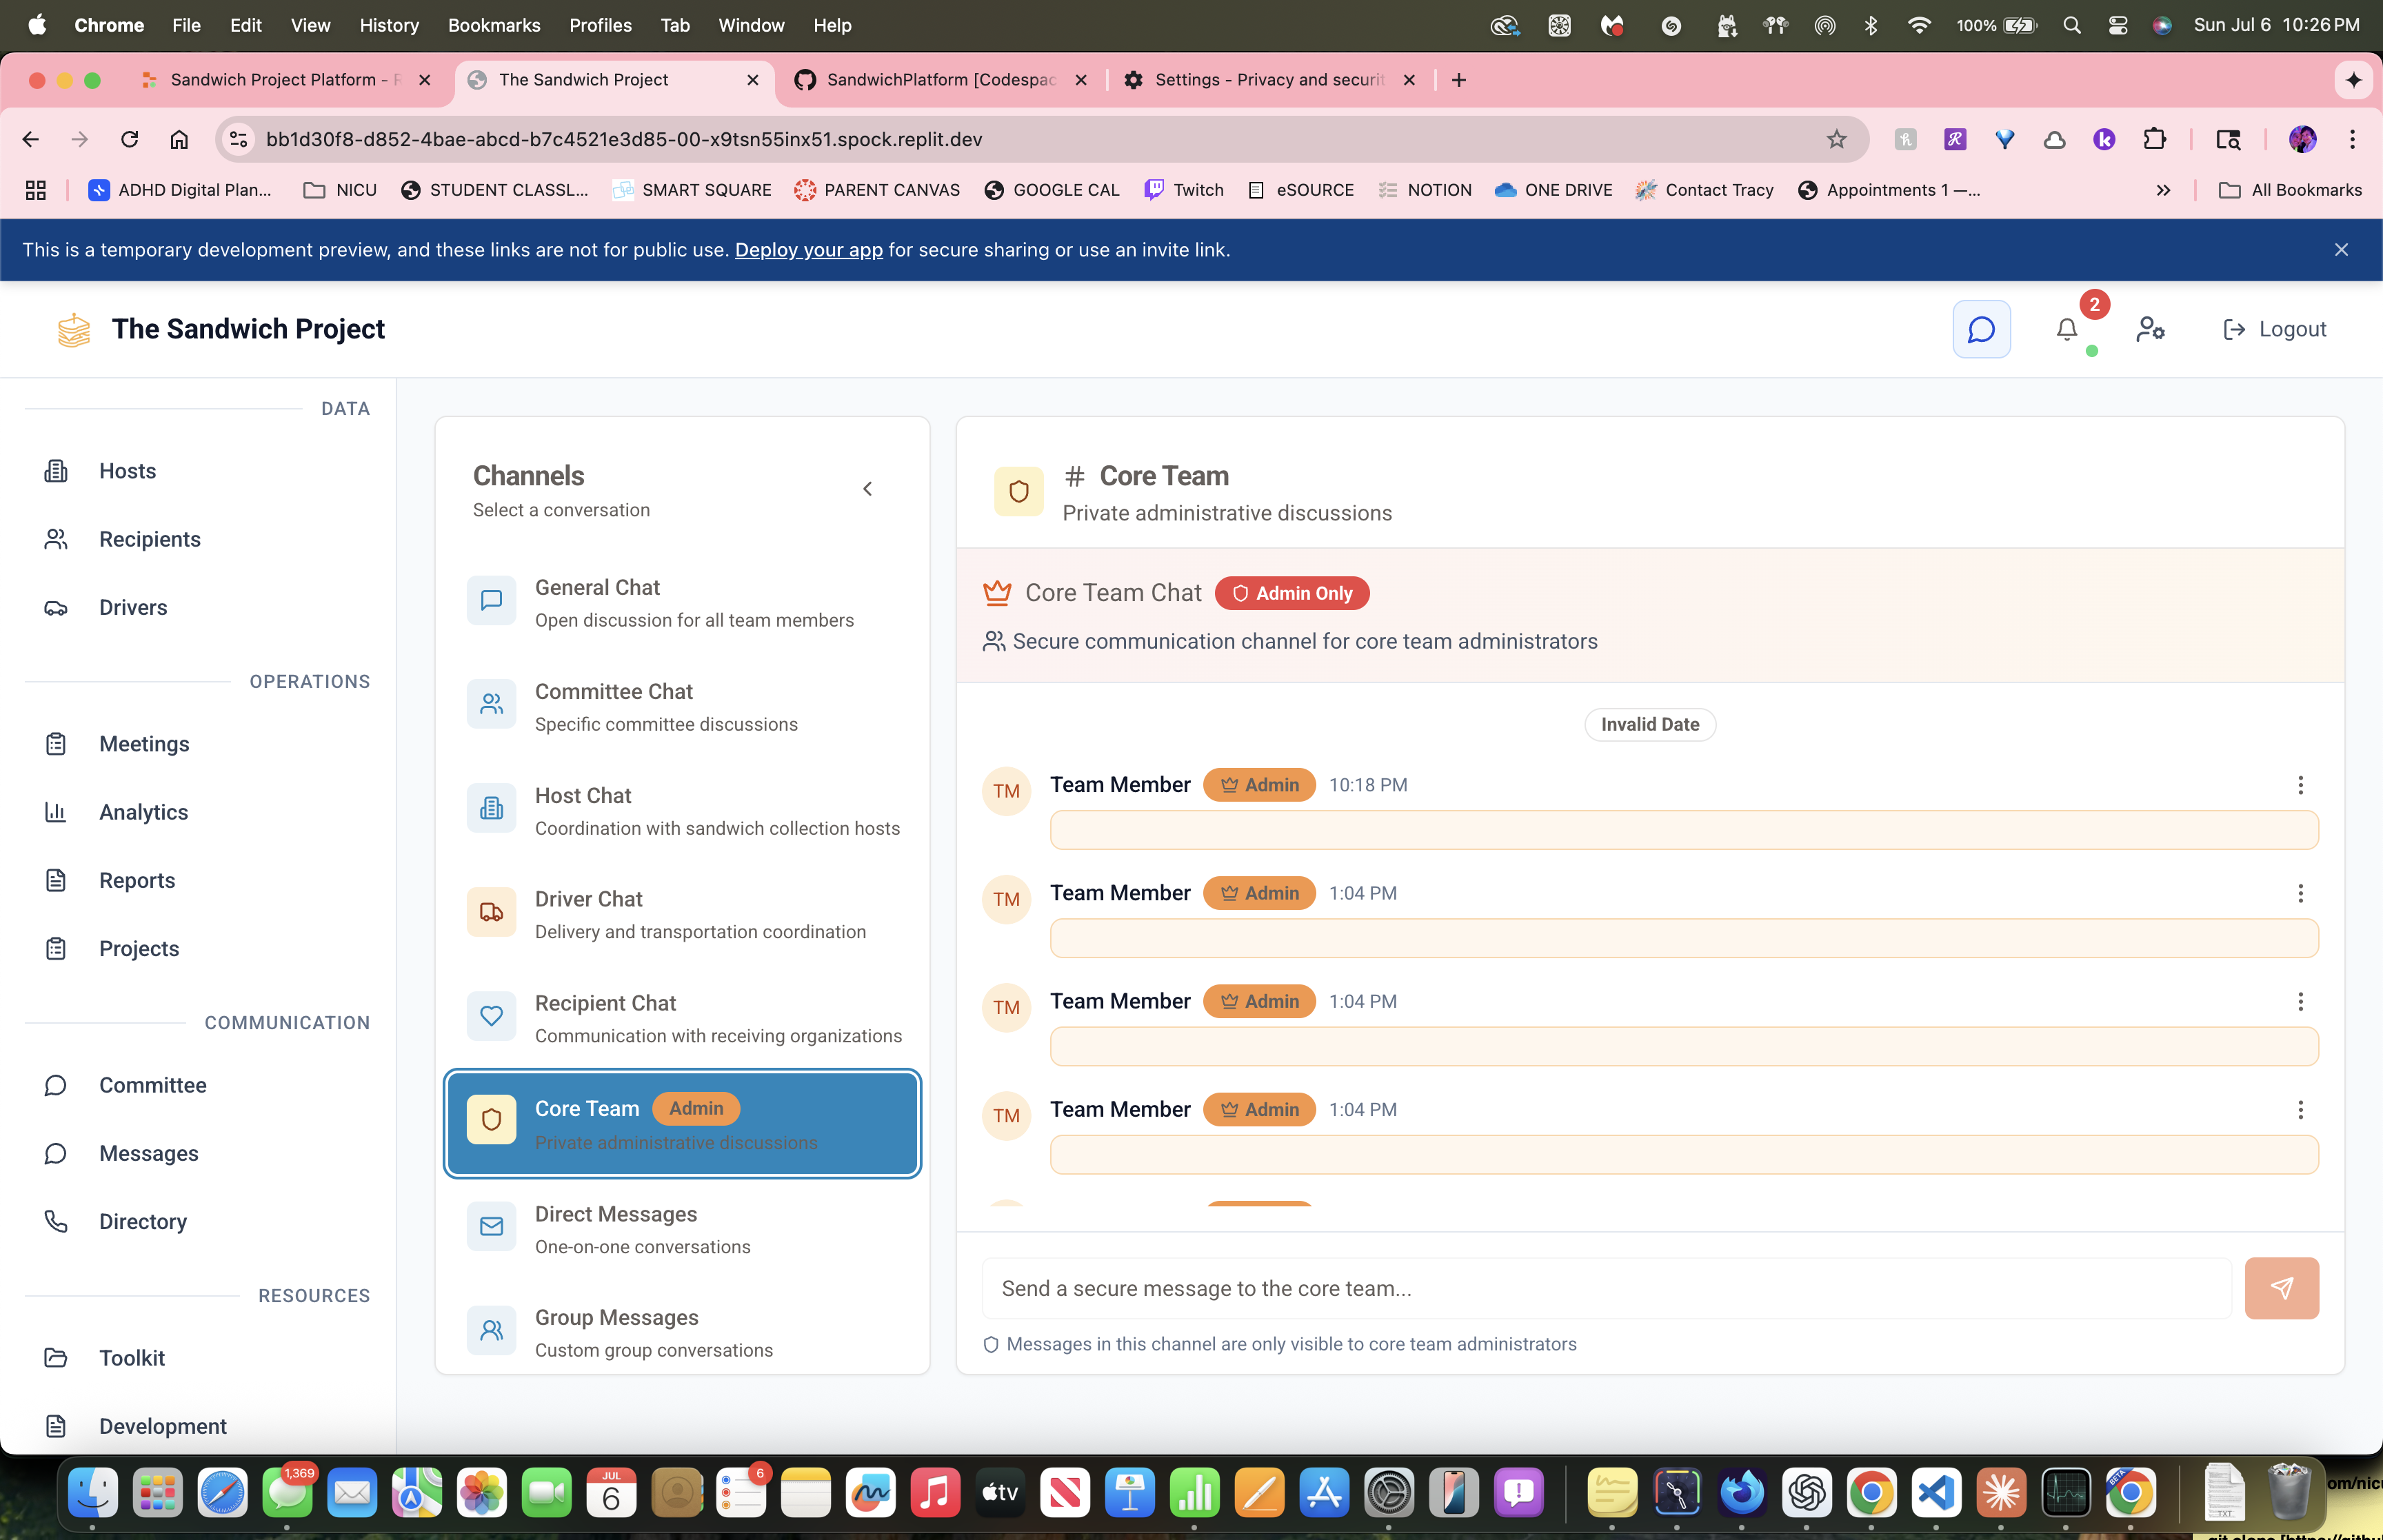 Chrome File Edit View History Bookmarks Profiles Tab Window Help 100% Sun Jul 6 10:26 PM
Sandwich Project Platform - The Sandwich Project SandwichPlatform [Codespac Settings - Privacy and securit
bb1d30f8-d852-4bae-abcd-b7c4521e3d85-00-x9tsn55inx51.spock.replit.dev
ADHD Digital Plan... NICU STUDENT CLASSL... SMART SQUARE PARENT CANVAS GOOGLE CAL Twitch eSOURCE NOTION ONE DRIVE Contact Tracy Appointments 1 —... All Bookmarks
This is a temporary development preview, and these links are not for public use. Deploy your app for secure sharing or use an invite link.
The Sandwich Project
2
Logout
DATA
Hosts
Recipients
Drivers
OPERATIONS
Meetings
Analytics
Reports
Projects
COMMUNICATION
Committee
Messages
Directory
RESOURCES
Toolkit
Development
Channels
Select a conversation
General Chat
Open discussion for all team members
Committee Chat
Specific committee discussions
Host Chat
Coordination with sandwich collection hosts
Driver Chat
Delivery and transportation coordination
Recipient Chat
Communication with receiving organizations
Core Team Admin
Private administrative discussions
Direct Messages
One-on-one conversations
Group Messages
Custom group conversations
# Core Team
Private administrative discussions
Core Team Chat Admin Only
Secure communication channel for core team administrators
Invalid Date
TM Team Member Admin 10:18 PM
TM Team Member Admin 1:04 PM
TM Team Member Admin 1:04 PM
TM Team Member Admin 1:04 PM
Send a secure message to the core team...
Messages in this channel are only visible to core team administrators
1,369
JUL
6
6
tv
BETA
TXT